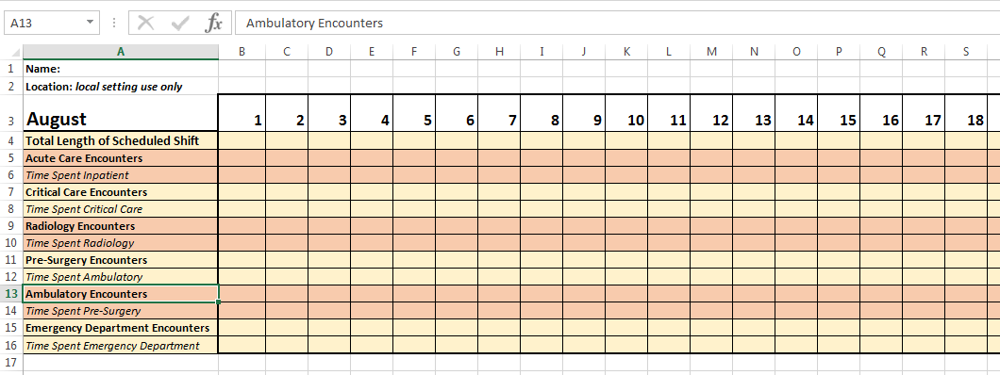 A13 fx Ambulatory Encounters
A B C D E F G H I J K L M N O P Q R S
1 Name:
2 Location: local setting use only
3 August 1 2 3 4 5 6 7 8 9 10 11 12 13 14 15 16 17 18
4 Total Length of Scheduled Shift
5 Acute Care Encounters
6 Time Spent Inpatient
7 Critical Care Encounters
8 Time Spent Critical Care
9 Radiology Encounters
10 Time Spent Radiology
11 Pre-Surgery Encounters
12 Time Spent Ambulatory
13 Ambulatory Encounters
14 Time Spent Pre-Surgery
15 Emergency Department Encounters
16 Time Spent Emergency Department
17